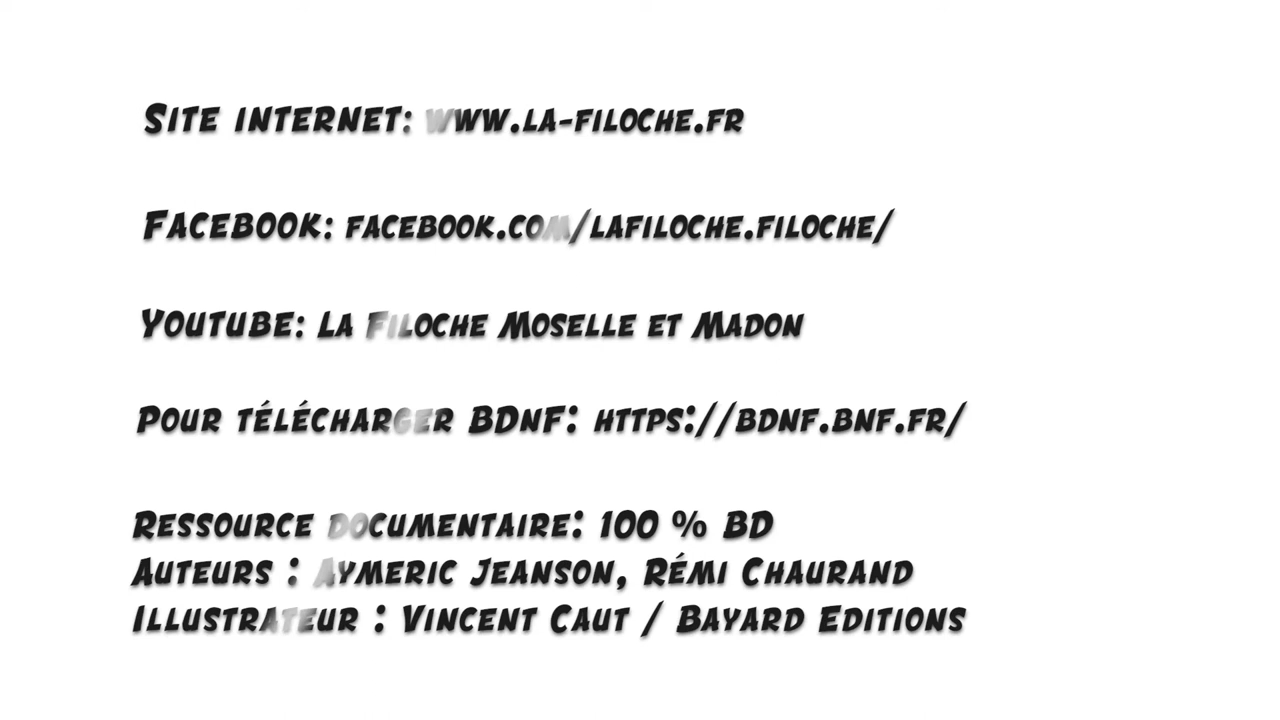 Site internet: www.la-filoche.fr
Facebook: facebook.com/lafiloche.filoche/
Youtube: La Filoche Moselle et Madon
Pour télécharger BDnF: https://bdnf.bnf.fr/
Ressource documentaire: 100 % BD
Auteurs : Aymeric Jeanson, Rémi Chaurand
Illustrateur : Vincent Caut / Bayard Editions